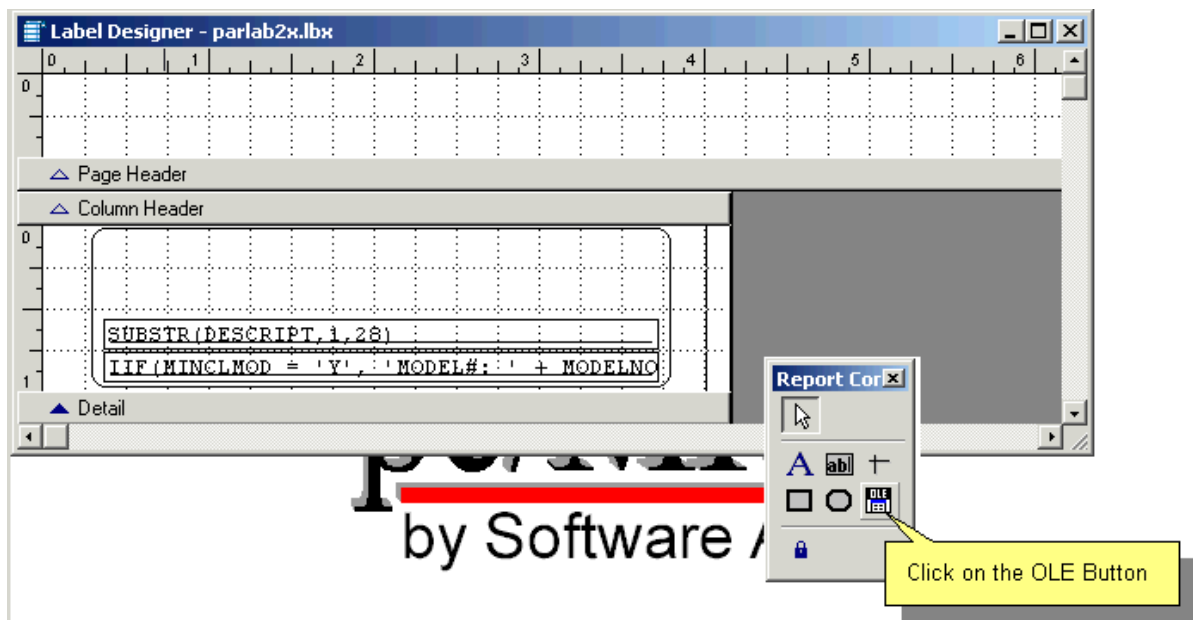 Label Designer - parlab2x.lbx
0 1 2 3 4 5 6
0
Page Header
Column Header
0
SUBSTR(DESCRIPT,1,28)
IIF(MINCLMOD = 'Y', 'MODEL#: ' + MODELNO
1
Detail
Report Cor
A abl
OLE
by Software
Click on the OLE Button